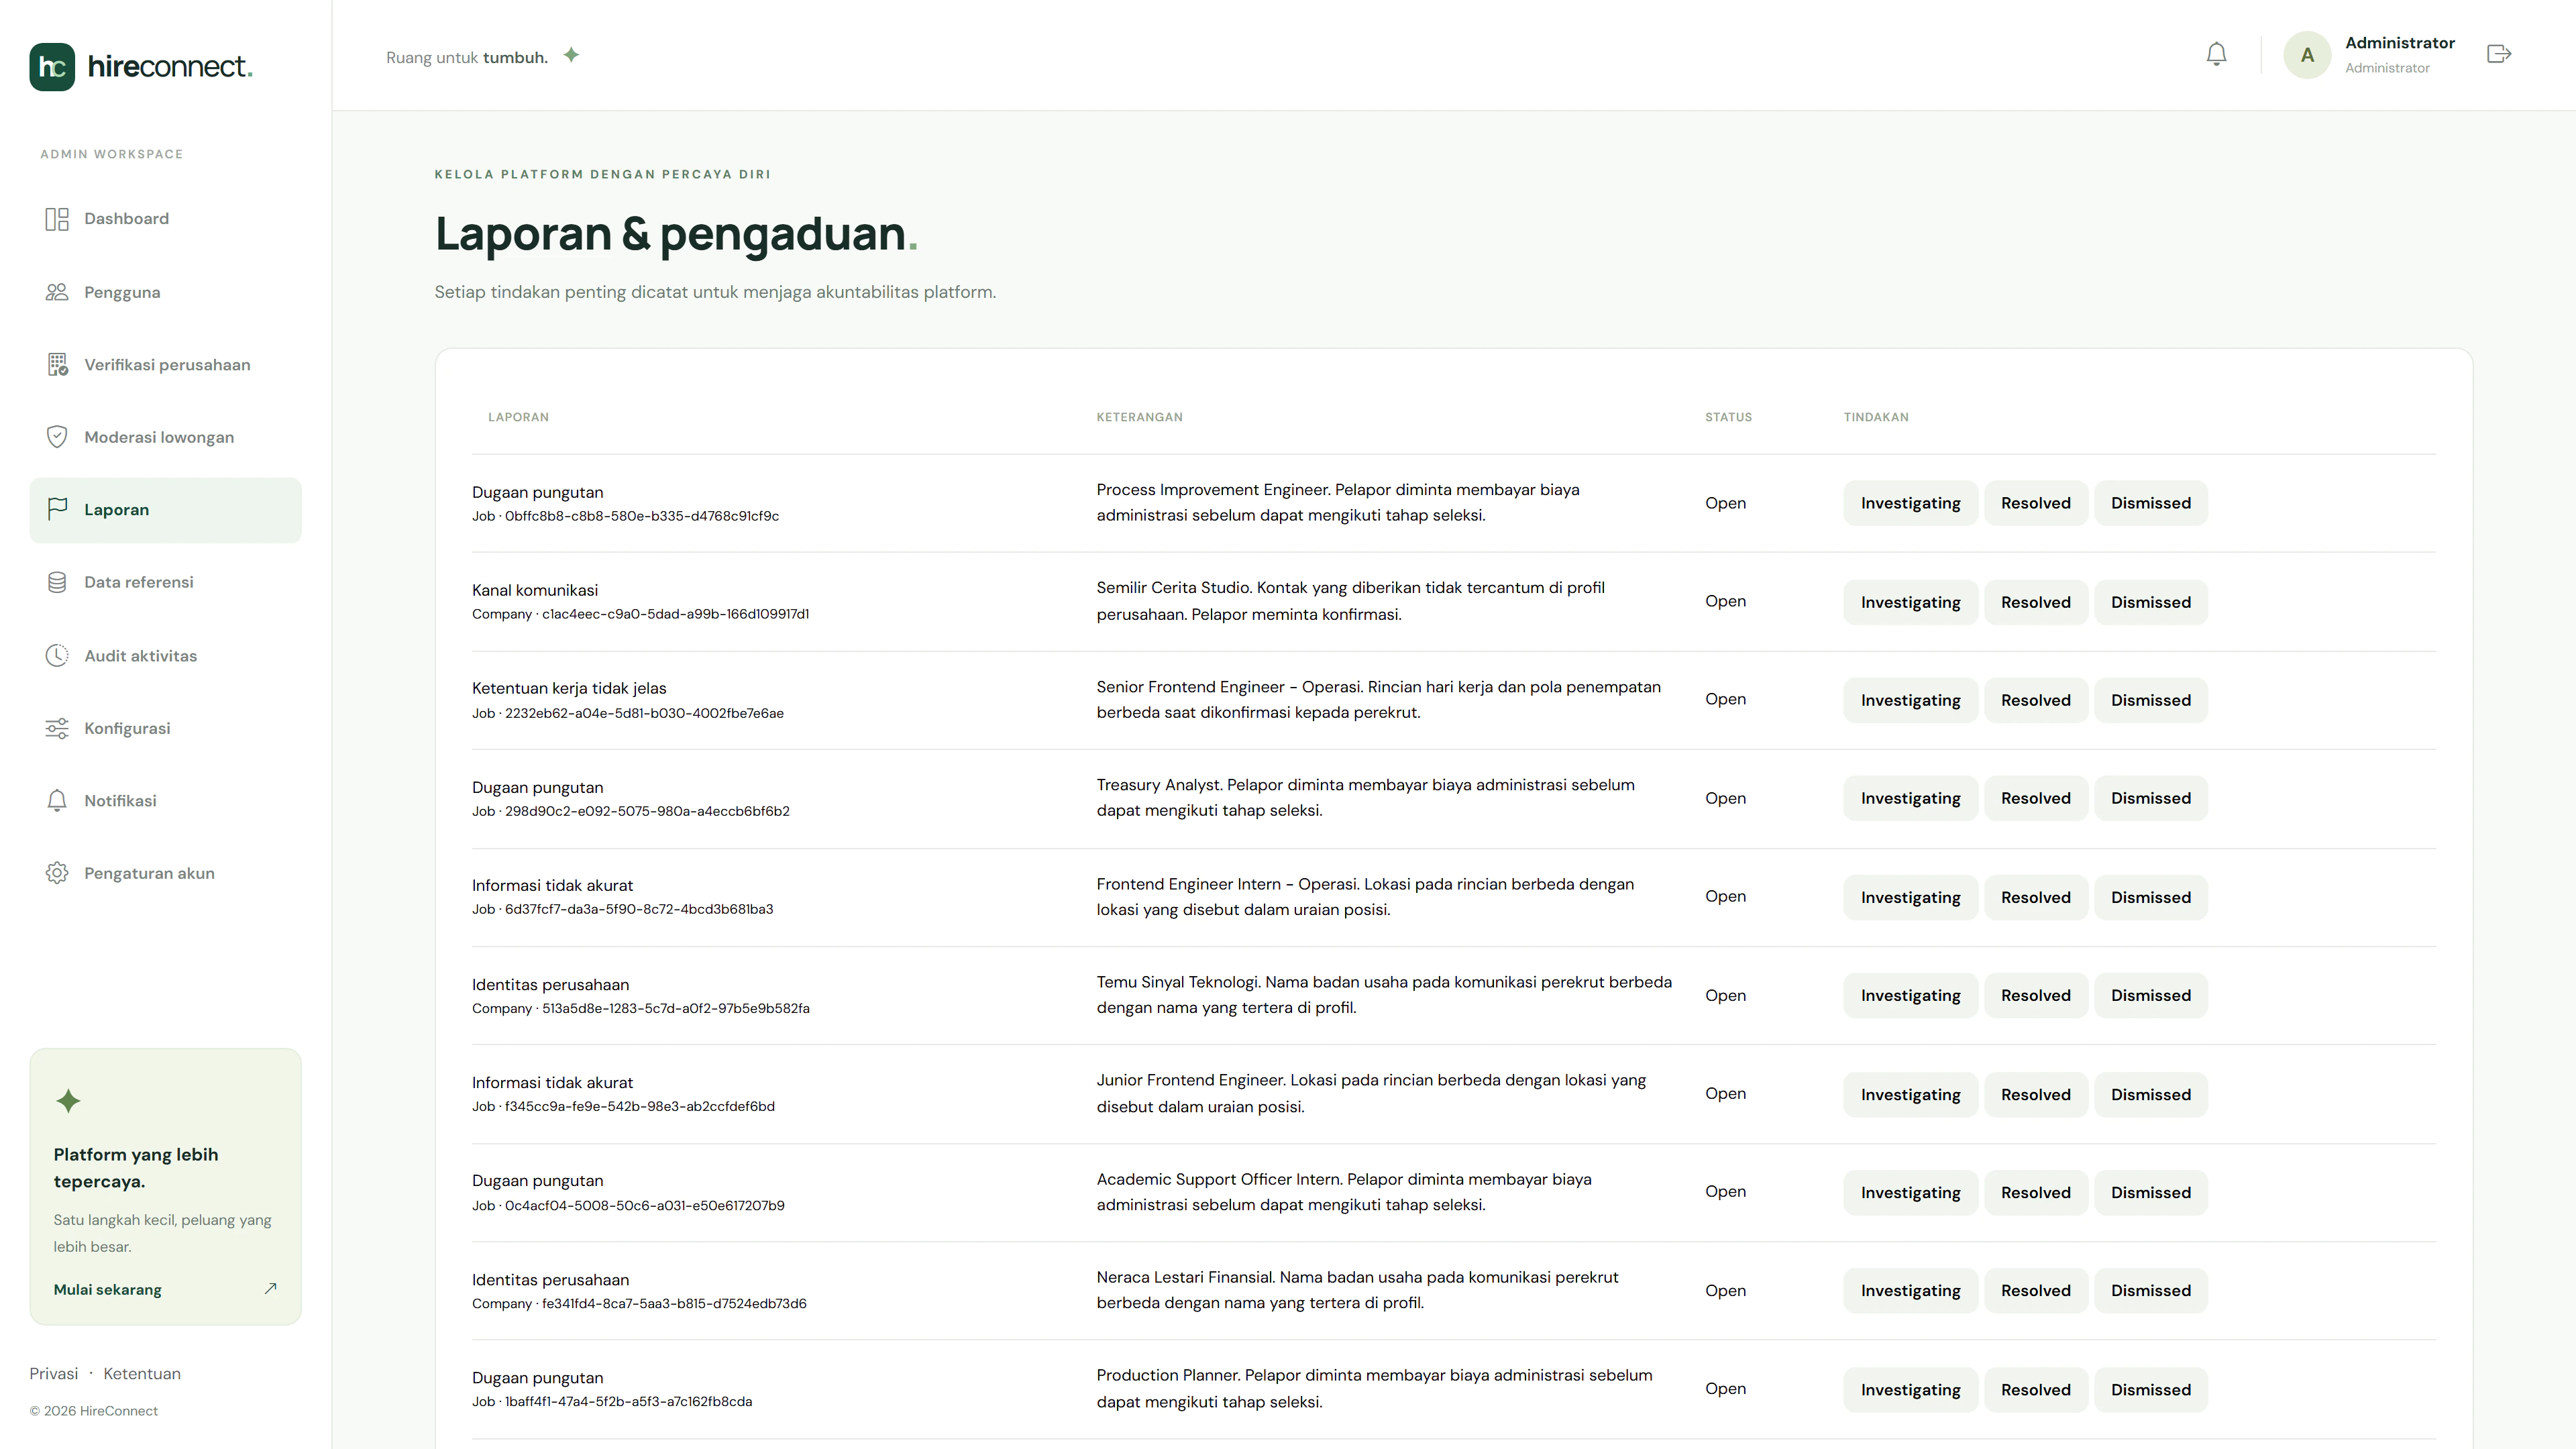 hc hireconnect.
Ruang untuk tumbuh.
A
Administrator
Administrator
ADMIN WORKSPACE
Dashboard
Pengguna
Verifikasi perusahaan
Moderasi lowongan
Laporan
Data referensi
Audit aktivitas
Konfigurasi
Notifikasi
Pengaturan akun
Platform yang lebih
tepercaya.
Satu langkah kecil, peluang yang
lebih besar.
Mulai sekarang
Privasi · Ketentuan
© 2026 HireConnect
KELOLA PLATFORM DENGAN PERCAYA DIRI
Laporan & pengaduan.
Setiap tindakan penting dicatat untuk menjaga akuntabilitas platform.
LAPORAN KETERANGAN STATUS TINDAKAN
Dugaan pungutan
Job · 0bffc8b8-c8b8-580e-b335-d4768c91cf9c
Process Improvement Engineer. Pelapor diminta membayar biaya
administrasi sebelum dapat mengikuti tahap seleksi.
Open
Investigating Resolved Dismissed
Kanal komunikasi
Company · c1ac4eec-c9a0-5dad-a99b-166d109917d1
Semilir Cerita Studio. Kontak yang diberikan tidak tercantum di profil
perusahaan. Pelapor meminta konfirmasi.
Open
Investigating Resolved Dismissed
Ketentuan kerja tidak jelas
Job · 2232eb62-a04e-5d81-b030-4002fbe7e6ae
Senior Frontend Engineer - Operasi. Rincian hari kerja dan pola penempatan
berbeda saat dikonfirmasi kepada perekrut.
Open
Investigating Resolved Dismissed
Dugaan pungutan
Job · 298d90c2-e092-5075-980a-a4eccb6bf6b2
Treasury Analyst. Pelapor diminta membayar biaya administrasi sebelum
dapat mengikuti tahap seleksi.
Open
Investigating Resolved Dismissed
Informasi tidak akurat
Job · 6d37fcf7-da3a-5f90-8c72-4bcd3b681ba3
Frontend Engineer Intern - Operasi. Lokasi pada rincian berbeda dengan
lokasi yang disebut dalam uraian posisi.
Open
Investigating Resolved Dismissed
Identitas perusahaan
Company · 513a5d8e-1283-5c7d-a0f2-97b5e9b582fa
Temu Sinyal Teknologi. Nama badan usaha pada komunikasi perekrut berbeda
dengan nama yang tertera di profil.
Open
Investigating Resolved Dismissed
Informasi tidak akurat
Job · f345cc9a-fe9e-542b-98e3-ab2ccfdef6bd
Junior Frontend Engineer. Lokasi pada rincian berbeda dengan lokasi yang
disebut dalam uraian posisi.
Open
Investigating Resolved Dismissed
Dugaan pungutan
Job · 0c4acf04-5008-50c6-a031-e50e617207b9
Academic Support Officer Intern. Pelapor diminta membayar biaya
administrasi sebelum dapat mengikuti tahap seleksi.
Open
Investigating Resolved Dismissed
Identitas perusahaan
Company · fe341fd4-8ca7-5aa3-b815-d7524edb73d6
Neraca Lestari Finansial. Nama badan usaha pada komunikasi perekrut
berbeda dengan nama yang tertera di profil.
Open
Investigating Resolved Dismissed
Dugaan pungutan
Job · 1baff4f1-47a4-5f2b-a5f3-a7c162fb8cda
Production Planner. Pelapor diminta membayar biaya administrasi sebelum
dapat mengikuti tahap seleksi.
Open
Investigating Resolved Dismissed